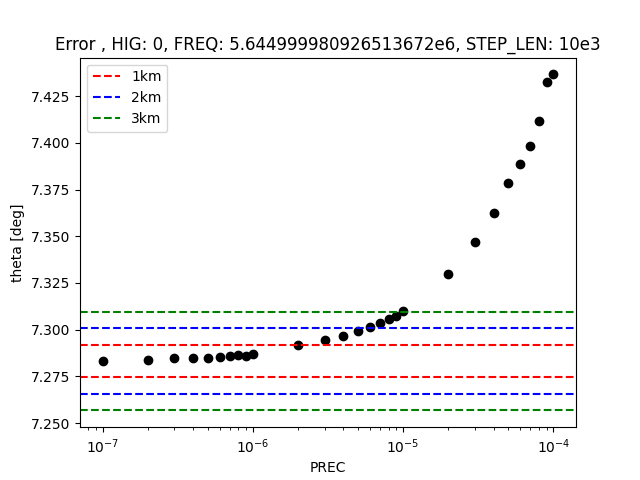 Error , HIG: 0, FREQ: 5.644999980926513672e6, STEP_LEN: 10e3
1km
2km
3km
7.425
7.400
7.375
7.350
7.325
7.300
7.275
7.250
theta [deg]
10⁻⁷ 10⁻⁶ 10⁻⁵ 10⁻⁴
PREC